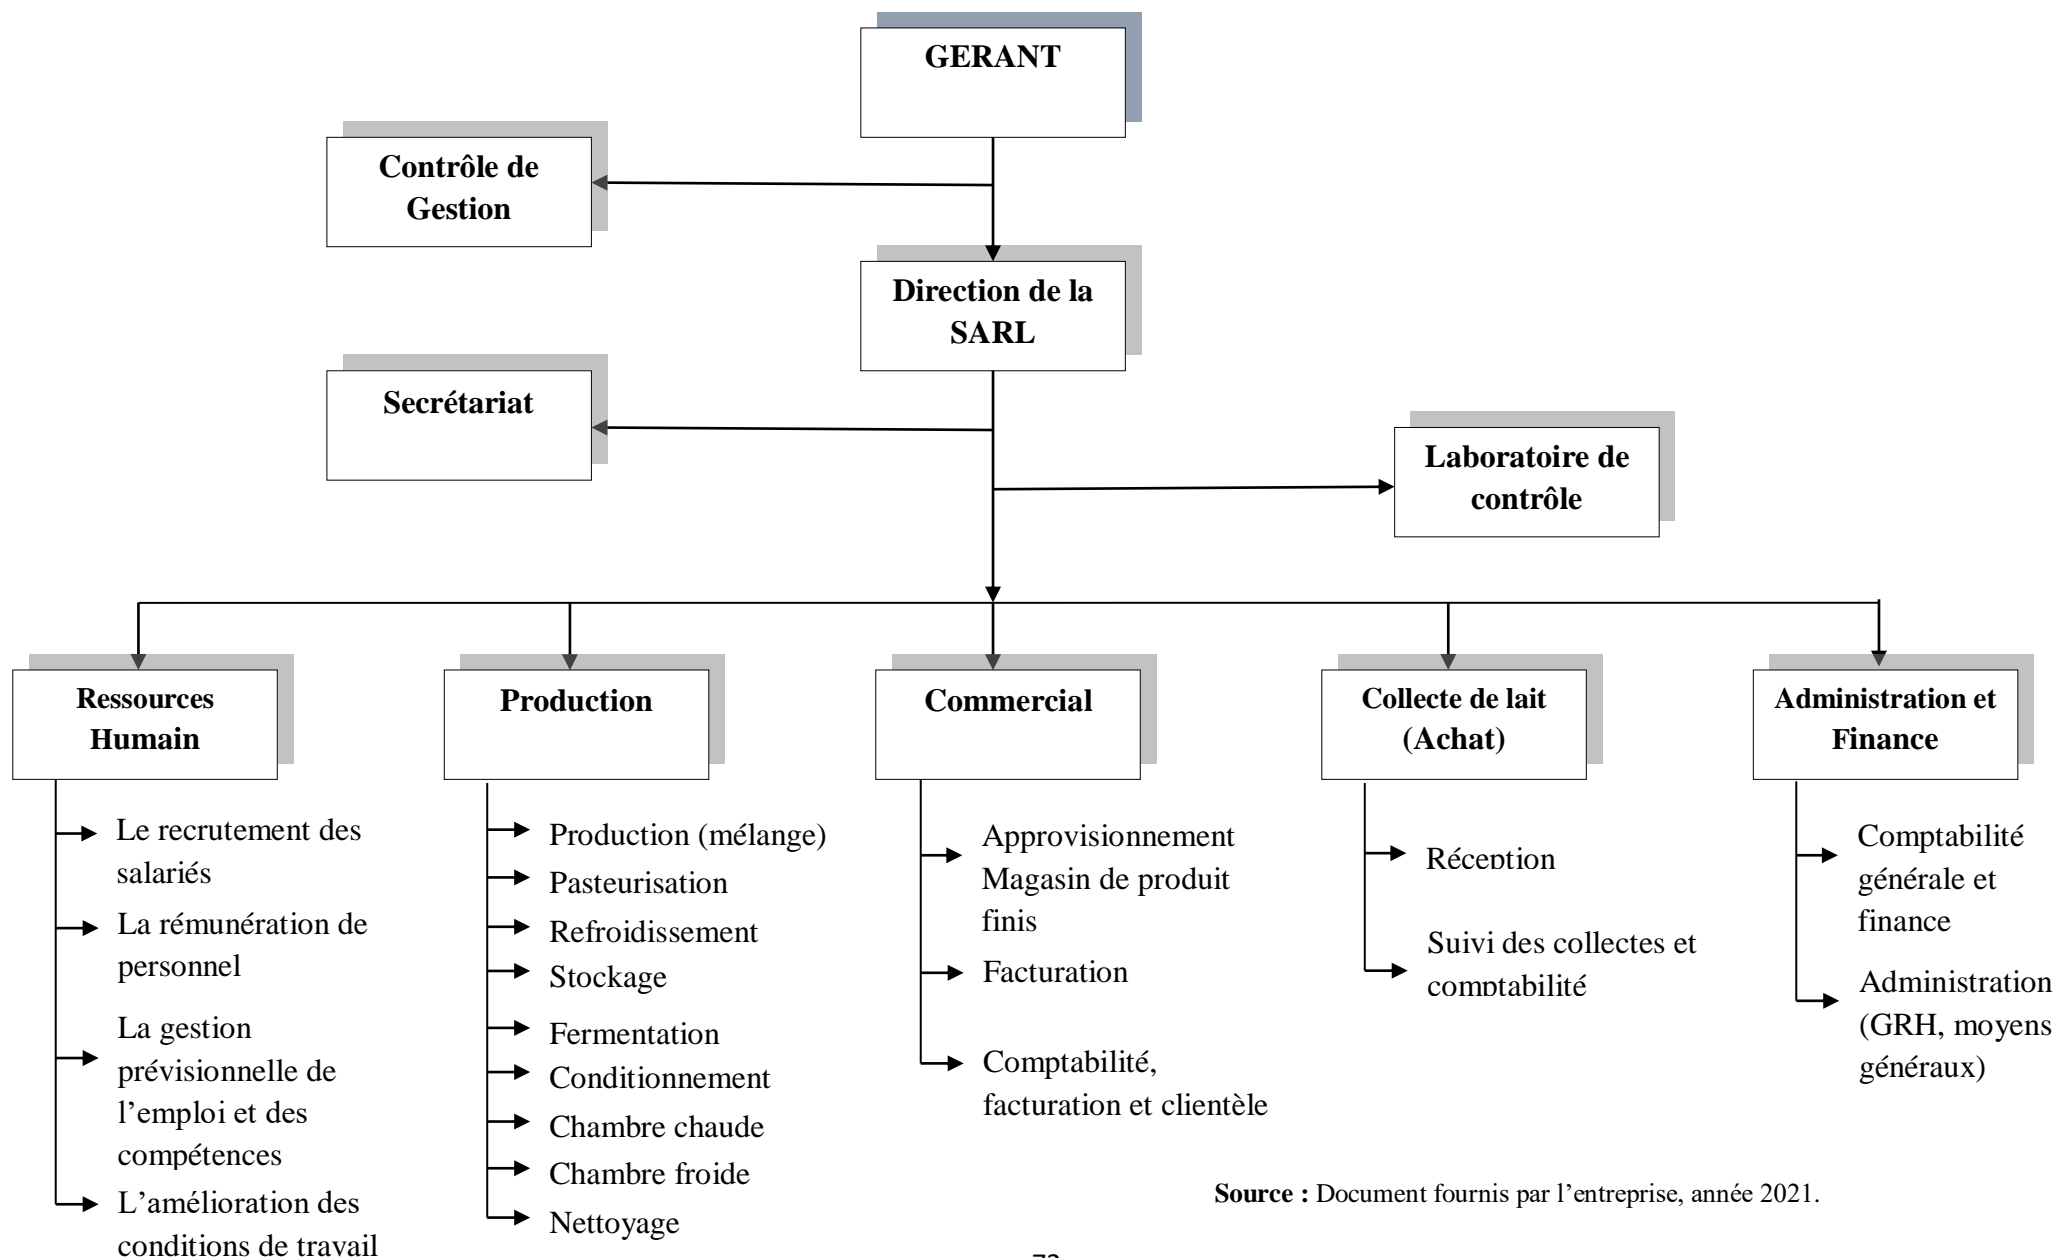 GERANT
Contrôle de
Gestion
Direction de la
SARL
Secrétariat
Laboratoire de
contrôle
Ressources
Humain
Le recrutement des
salariés
La rémunération de
personnel
La gestion
prévisionnelle de
l’emploi et des
compétences
L’amélioration des
conditions de travail
Production
Production (mélange)
Pasteurisation
Refroidissement
Stockage
Fermentation
Conditionnement
Chambre chaude
Chambre froide
Nettoyage
Commercial
Approvisionnement
Magasin de produit
finis
Facturation
Comptabilité,
facturation et clientèle
Collecte de lait
(Achat)
Réception
Suivi des collectes et
comptabilité
Administration et
Finance
Comptabilité
générale et
finance
Administration
(GRH, moyens
généraux)
Source : Document fournis par l’entreprise, année 2021.